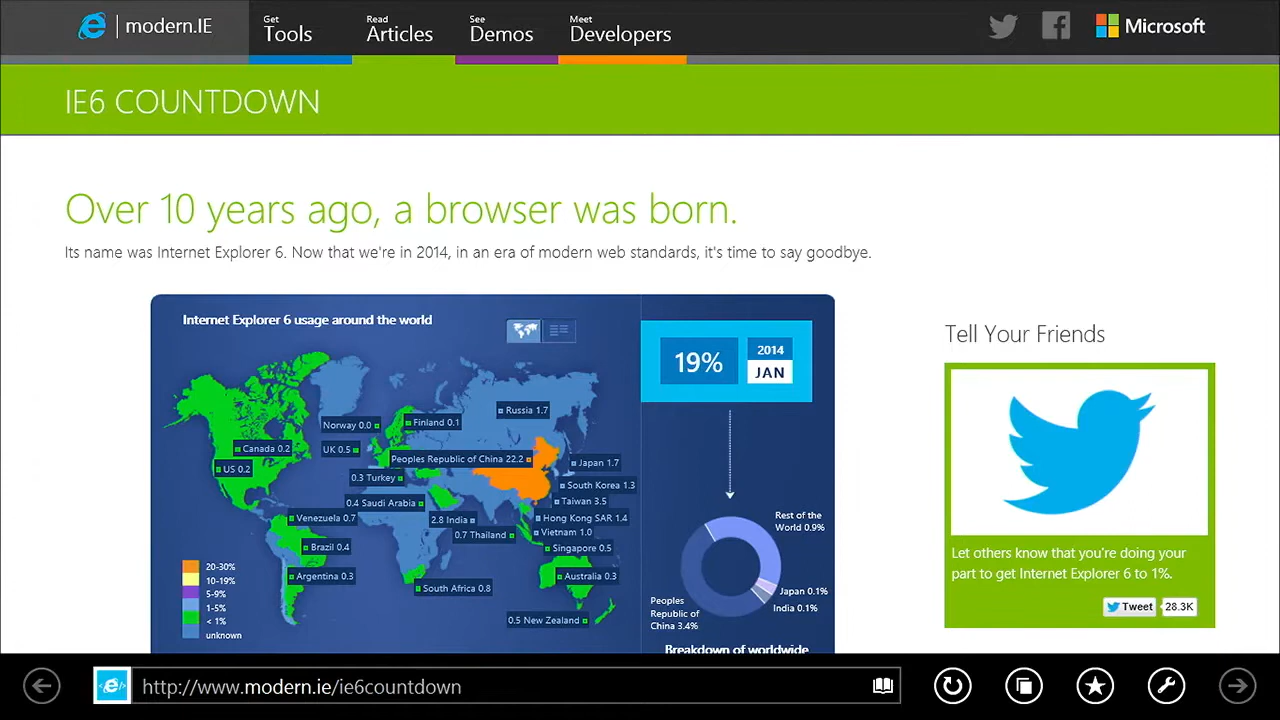 modern.IE
Get
Tools
Read
Articles
See
Demos
Meet
Developers
Microsoft
IE6 COUNTDOWN
Over 10 years ago, a browser was born.
Its name was Internet Explorer 6. Now that we're in 2014, in an era of modern web standards, it's time to say goodbye.
Internet Explorer 6 usage around the world
19%
2014
JAN
Russia 1.7
Norway 0.0
Finland 0.1
Canada 0.2
UK 0.5
Peoples Republic of China 22.2
Japan 1.7
US 0.2
0.3 Turkey
South Korea 1.3
0.4 Saudi Arabia
Taiwan 3.5
Venezuela 0.7
2.8 India
Hong Kong SAR 1.4
0.7 Thailand
Vietnam 1.0
Brazil 0.4
Singapore 0.5
Argentina 0.3
South Africa 0.8
Australia 0.3
0.5 New Zealand
20-30%
10-19%
5-9%
1-5%
< 1%
unknown
Rest of the
World 0.9%
Japan 0.1%
India 0.1%
Peoples
Republic of
China 3.4%
Breakdown of worldwide
Tell Your Friends
Let others know that you're doing your
part to get Internet Explorer 6 to 1%.
Tweet
28.3K
<e>
http://www.modern.ie/ie6countdown